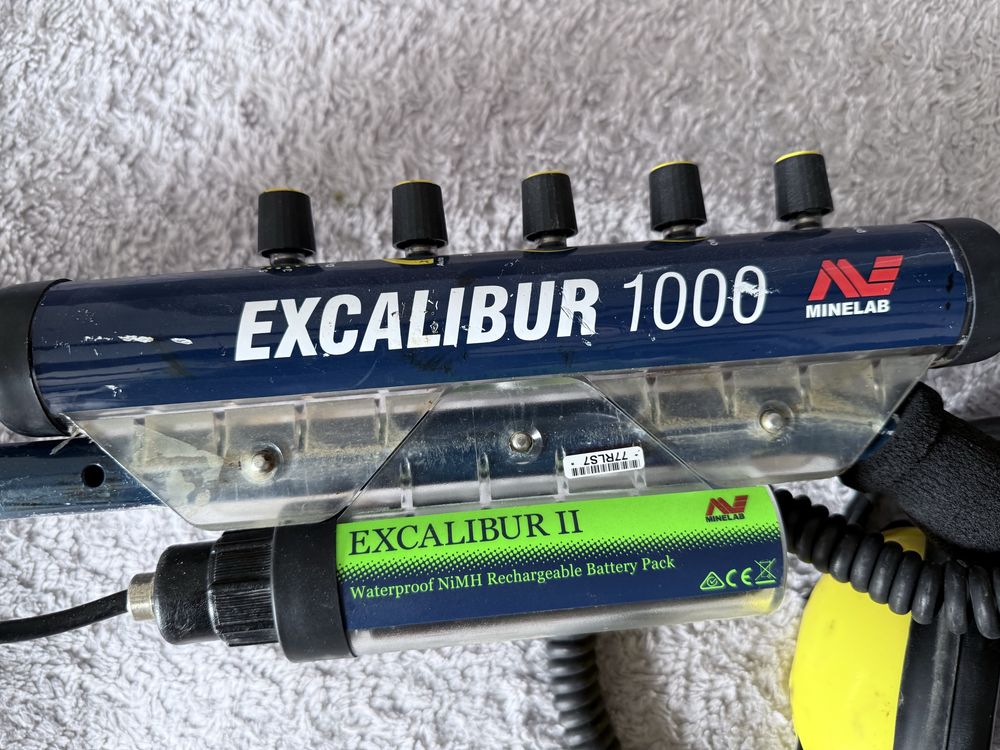 EXCALIBUR 1000
MINELAB
77RLS7
EXCALIBUR II
MINELAB
Waterproof NiMH Rechargeable Battery Pack
CE